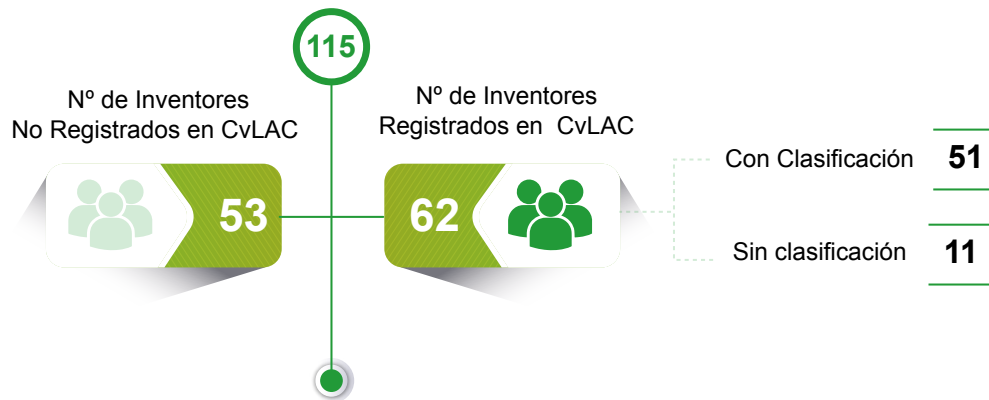 115
Nº de Inventores
No Registrados en CvLAC
53
Nº de Inventores
Registrados en CvLAC
62
Con Clasificación 51
Sin clasificación 11